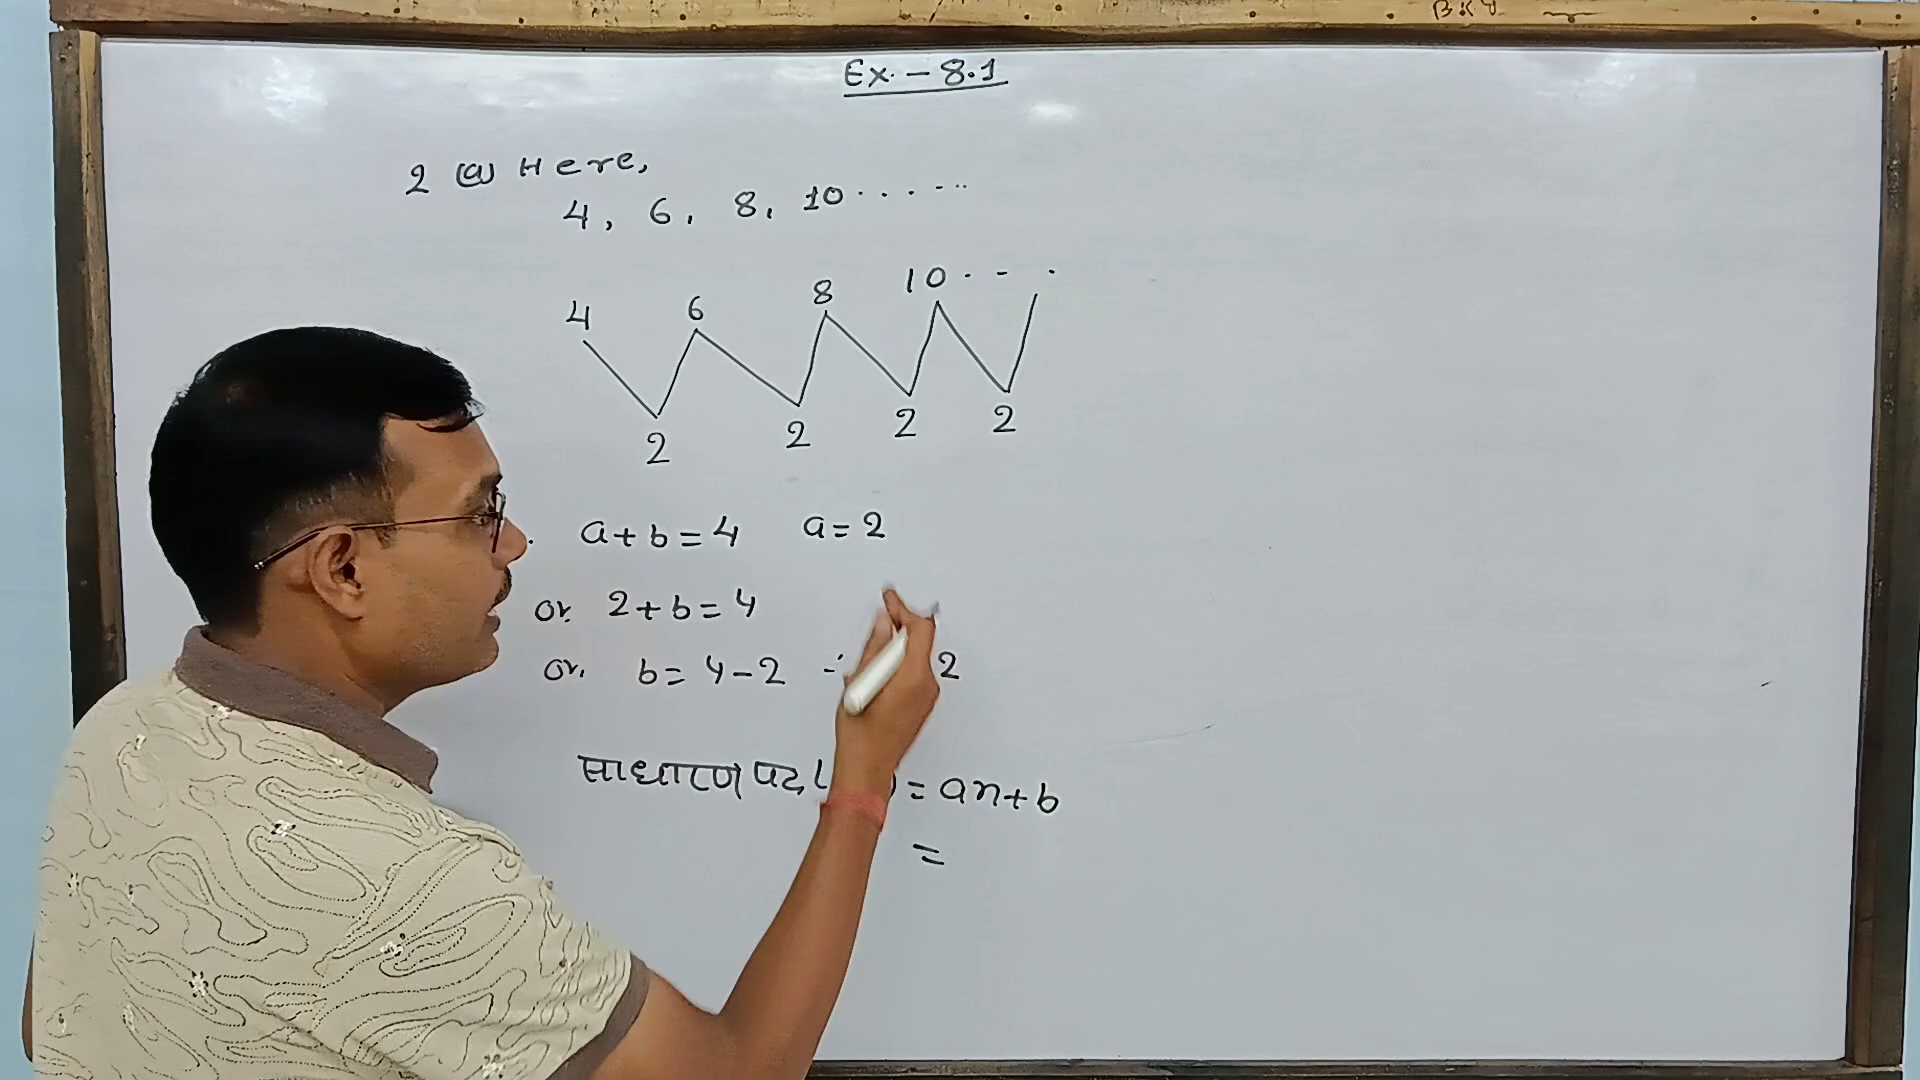 Ex. - 8.1
2 (a) Here,
4, 6, 8, 10 . . . . ..
4 6 8 10 . - .
2 2 2 2
a + b = 4 a = 2
or, 2 + b = 4
or, b = 4 - 2 2
साधारण पद ( ) = an + b
=